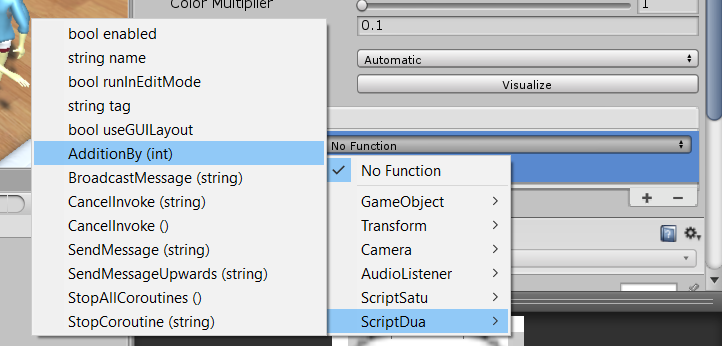 Color Multiplier
1
0.1
Automatic
Visualize
No Function
bool enabled
string name
bool runInEditMode
string tag
bool useGUILayout
AdditionBy (int)
BroadcastMessage (string)
CancelInvoke (string)
CancelInvoke ()
SendMessage (string)
SendMessageUpwards (string)
StopAllCoroutines ()
StopCoroutine (string)
No Function
GameObject
Transform
Camera
AudioListener
ScriptSatu
ScriptDua